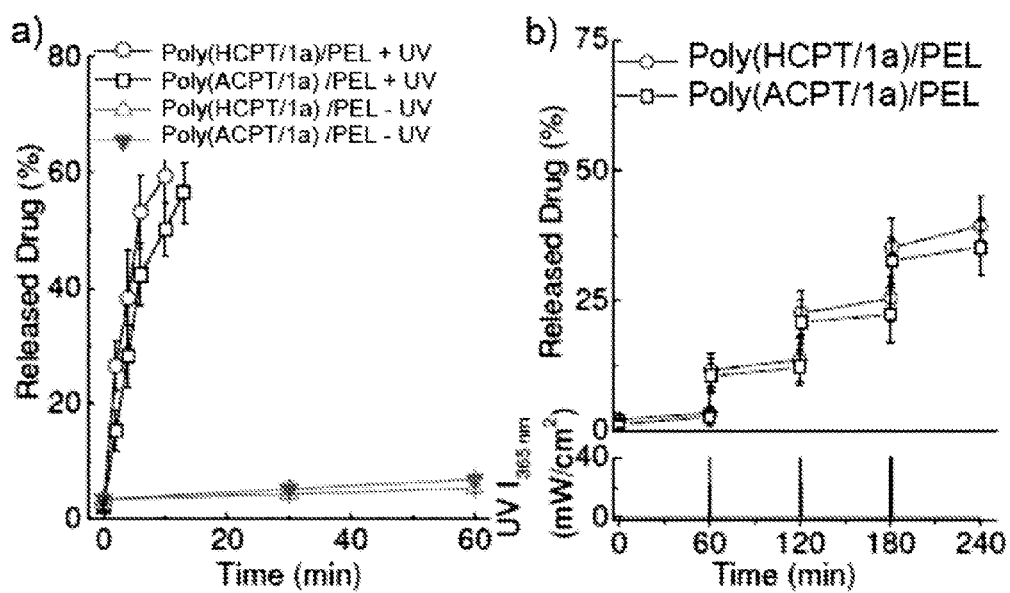 a)
Poly(HCPT/1a)/PEL + UV
Poly(ACPT/1a) /PEL + UV
Poly(HCPT/1a) /PEL - UV
Poly(ACPT/1a) /PEL - UV
80
60
40
20
0
Released Drug (%)
0 20 40 60
Time (min)
b)
Poly(HCPT/1a)/PEL
Poly(ACPT/1a)/PEL
75
50
25
0
Released Drug (%)
40
0
UV I365 nm
(mW/cm²)
0 60 120 180 240
Time (min)